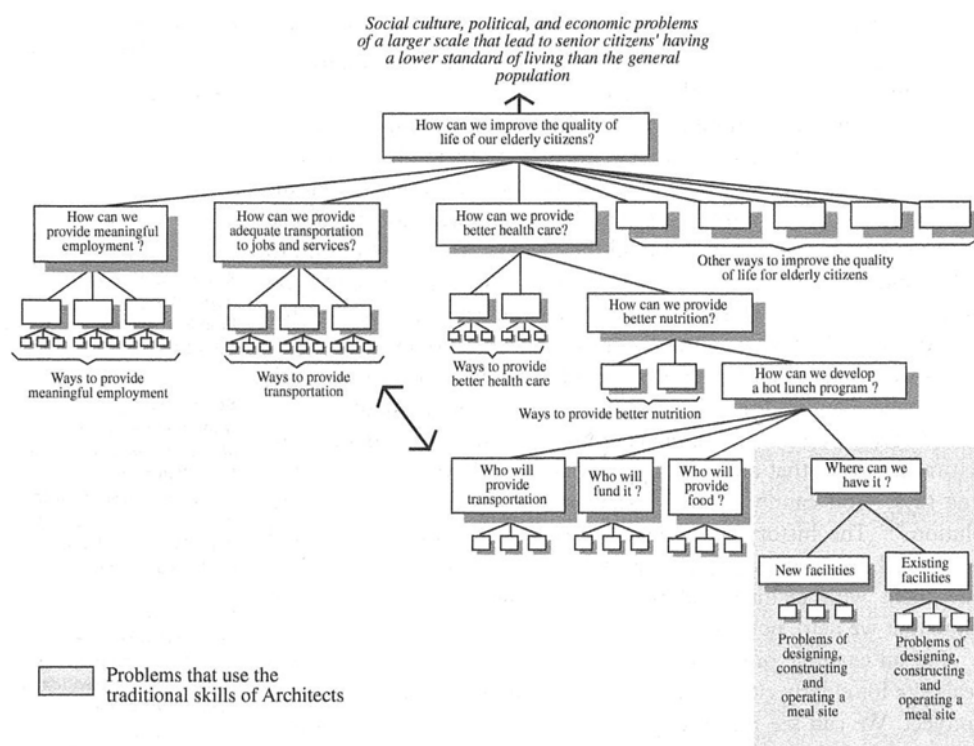 Social culture, political, and economic problems
of a larger scale that lead to senior citizens' having
a lower standard of living than the general
population
How can we improve the quality of
life of our elderly citizens?
How can we
provide meaningful
employment ?
How can we provide
adequate transportation
to jobs and services?
How can we provide
better health care?
Other ways to improve the quality
of life for elderly citizens
How can we provide
better nutrition?
Ways to provide
meaningful employment
Ways to provide
transportation
Ways to provide
better health care
How can we develop
a hot lunch program ?
Ways to provide better nutrition
Who will
provide
transportation
Who will
fund it ?
Who will
provide
food ?
Where can we
have it ?
New facilities
Existing
facilities
Problems of
designing,
constructing
and
operating a
meal site
Problems of
designing,
constructing
and
operating a
meal site
Problems that use the
traditional skills of Architects